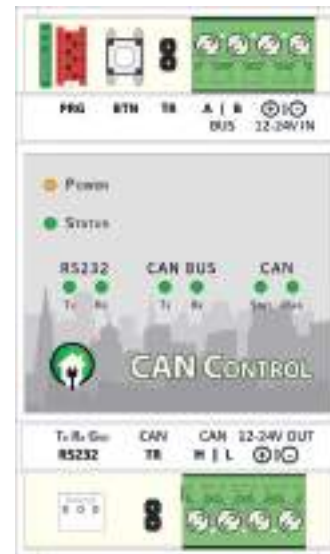 PRG BTN TR A | B
BUS 12-24V IN
POWER
STATUS
RS232 CAN BUS CAN
Tx Rx Tx Rx
CAN CONTROL
Tx Rx GND CAN CAN 12-24V OUT
RS232 TR H | L